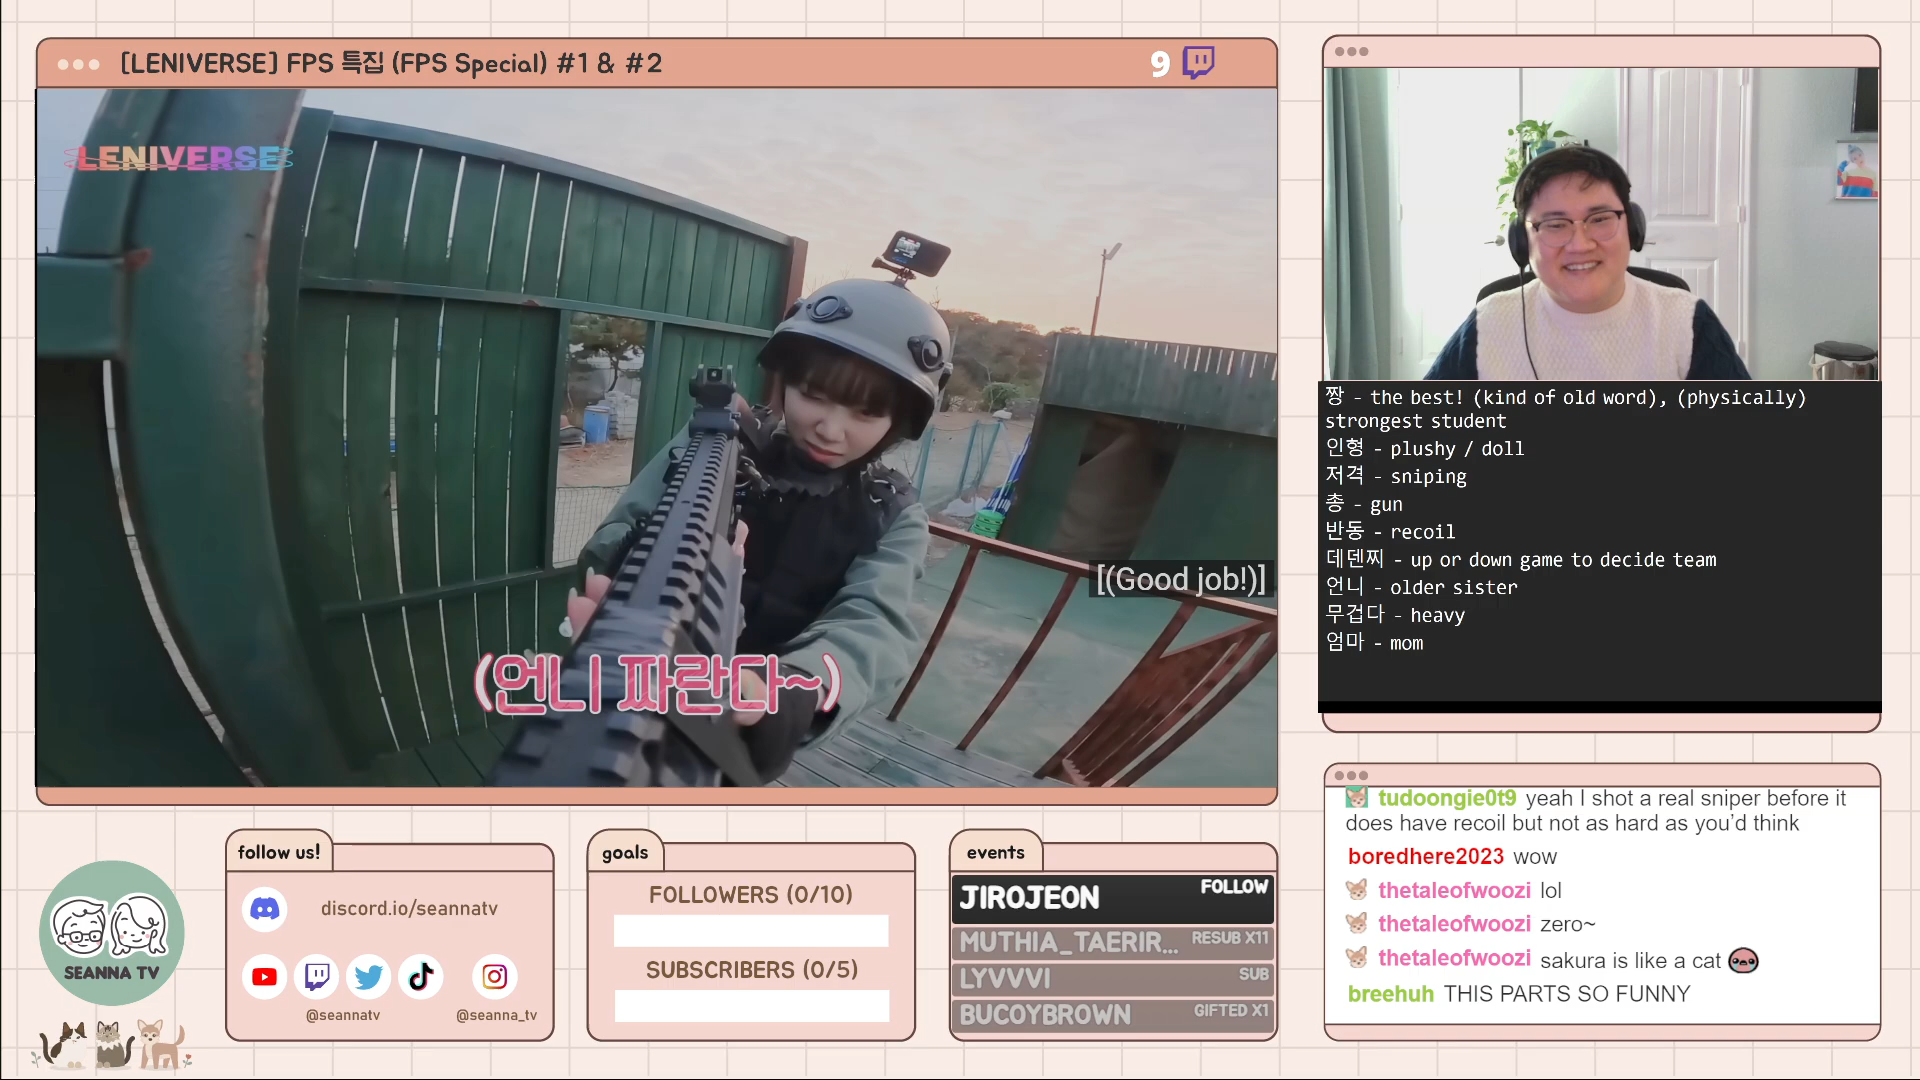 [LENIVERSE] FPS 특집 (FPS Special) #1 & #2
9
LENIVERSE
[(Good job!)]
(언니 파란다~)
짱 - the best! (kind of old word), (physically)
strongest student
인형 - plushy / doll
저격 - sniping
총 - gun
반동 - recoil
데덴찌 - up or down game to decide team
언니 - older sister
무겁다 - heavy
엄마 - mom
tudoongie0t9 yeah I shot a real sniper before it
does have recoil but not as hard as you'd think
boredhere2023 wow
thetaleofwoozi lol
thetaleofwoozi zero~
thetaleofwoozi sakura is like a cat
breehuh THIS PARTS SO FUNNY
SEANNA TV
follow us!
discord.io/seannatv
@seannatv
@seanna_tv
goals
FOLLOWERS (0/10)
SUBSCRIBERS (0/5)
events
JIROJEON FOLLOW
MUTHIA_TAERIR... RESUB X11
LYVVVI SUB
BUCOYBROWN GIFTED X1